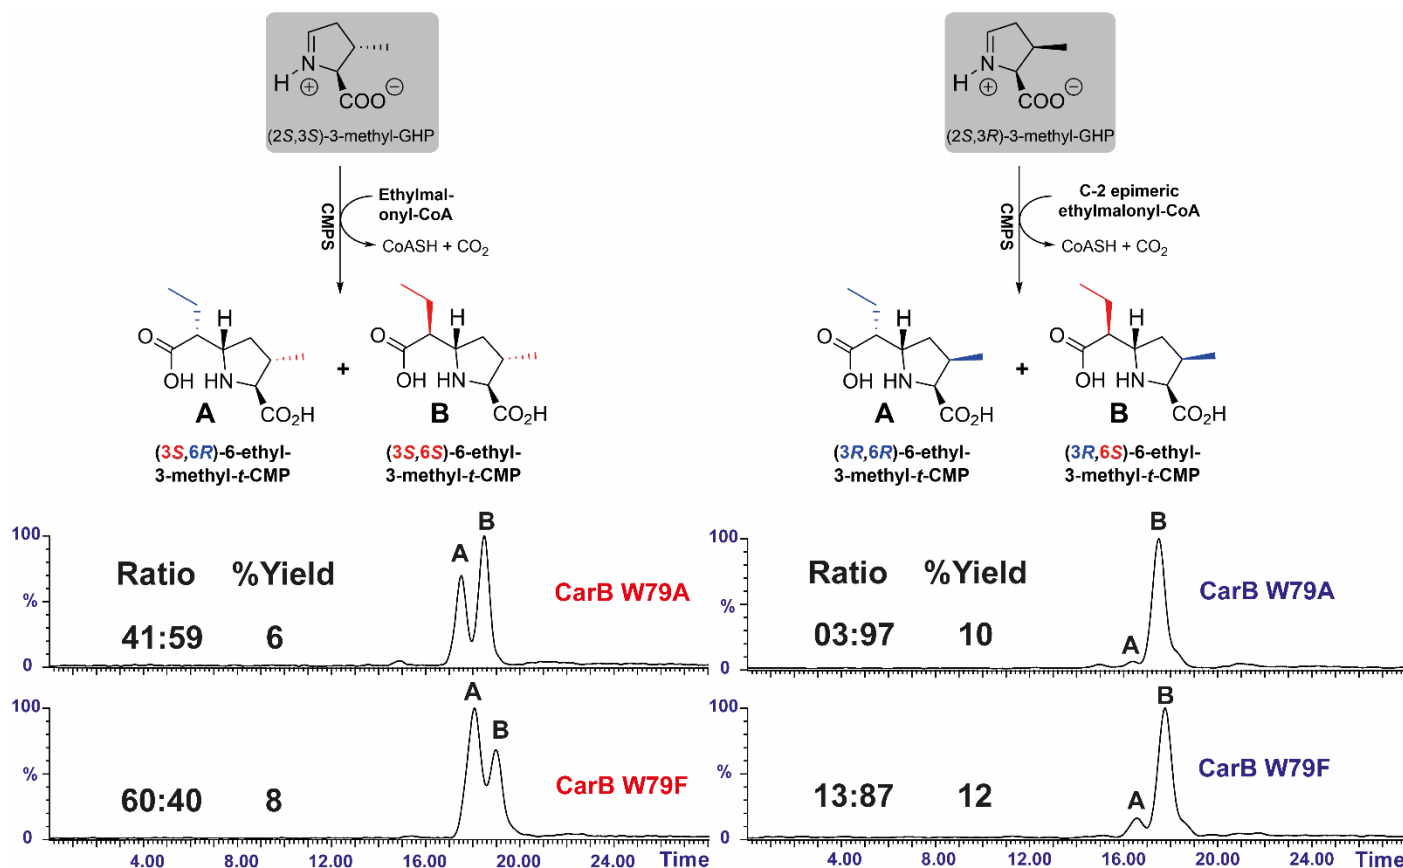 N
H
⊕
COO⊖
(2S,3S)-3-methyl-GHP
CMPS
Ethylmal-
onyl-CoA
CoASH + CO2
O
OH
H
HN
CO2H
A
(3S,6R)-6-ethyl-
3-methyl-t-CMP
+
O
OH
H
HN
CO2H
B
(3S,6S)-6-ethyl-
3-methyl-t-CMP
N
H
⊕
COO⊖
(2S,3R)-3-methyl-GHP
CMPS
C-2 epimeric
ethylmalonyl-CoA
CoASH + CO2
O
OH
H
HN
CO2H
A
(3R,6R)-6-ethyl-
3-methyl-t-CMP
+
O
OH
H
HN
CO2H
B
(3R,6S)-6-ethyl-
3-methyl-t-CMP
100
%
0
Ratio %Yield
41:59 6
A
B
CarB W79A
100
%
0
60:40 8
A
B
CarB W79F
4.00 8.00 12.00 16.00 20.00 24.00 Time
100
%
0
Ratio %Yield
03:97 10
A
B
CarB W79A
100
%
0
13:87 12
A
B
CarB W79F
4.00 8.00 12.00 16.00 20.00 24.00 Time